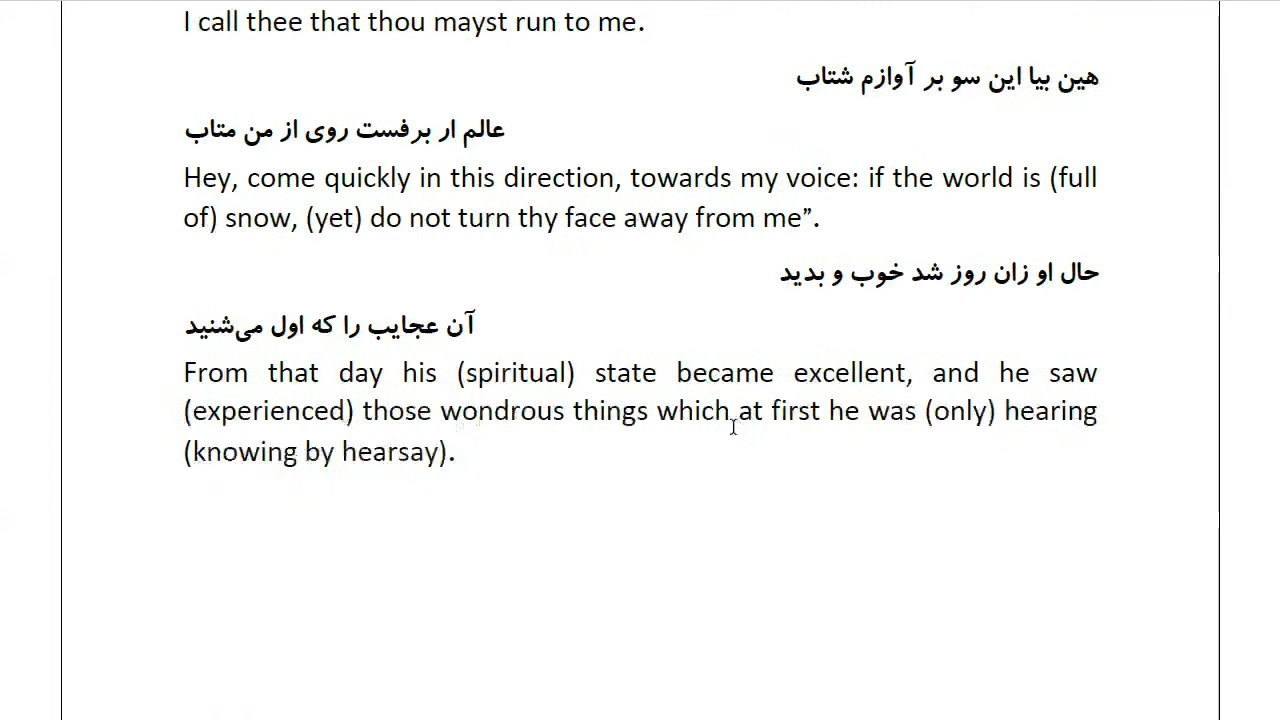 I call thee that thou mayst run to me.
هین بیا این سو بر آوازم شتاب
عالم ار برفست روی از من متاب
Hey, come quickly in this direction, towards my voice: if the world is (full
of) snow, (yet) do not turn thy face away from me”.
حال او زان روز شد خوب و بدید
آن عجایب را که اول می‌شنید
From that day his (spiritual) state became excellent, and he saw
(experienced) those wondrous things which at first he was (only) hearing
(knowing by hearsay).